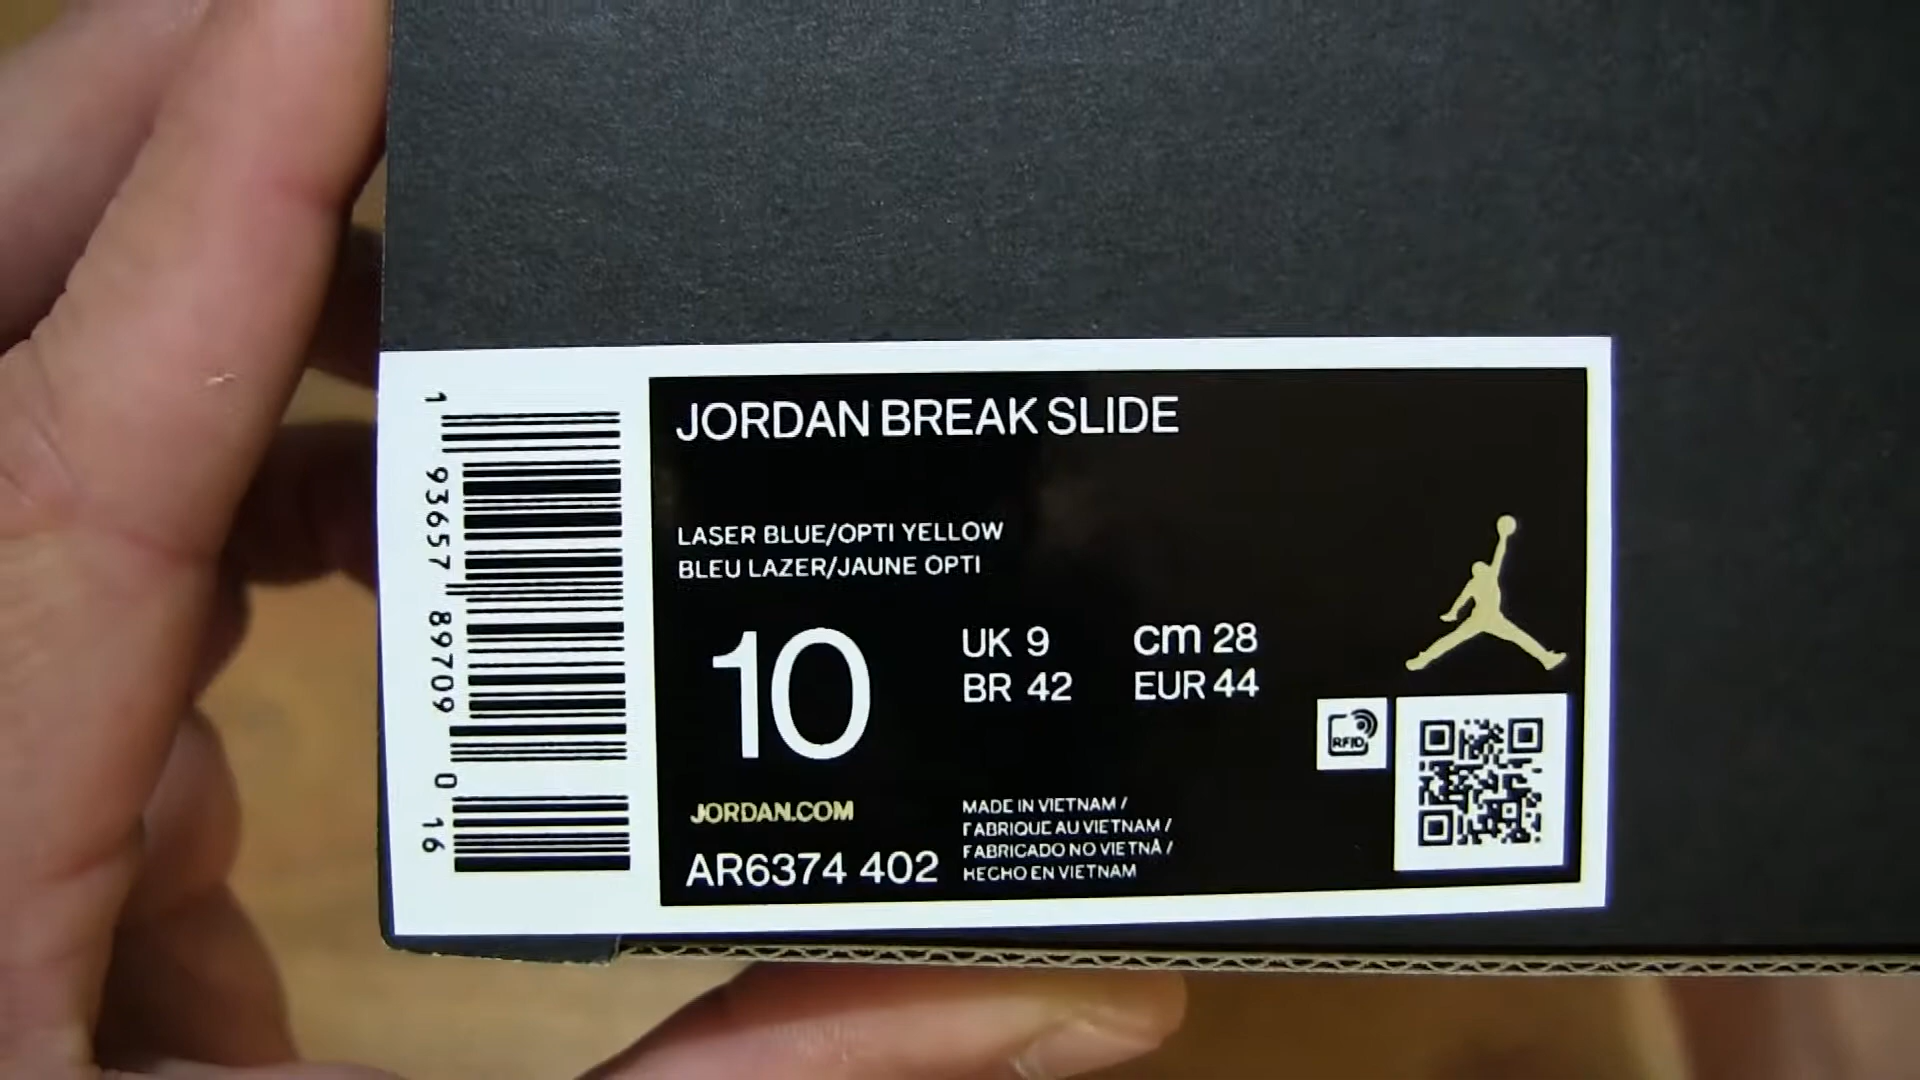 1 93657 89709 0 16
JORDAN BREAK SLIDE
LASER BLUE/OPTI YELLOW
BLEU LAZER/JAUNE OPTI
10
UK 9
cm 28
BR 42
EUR 44
RFID
JORDAN.COM
AR6374 402
MADE IN VIETNAM /
FABRIQUE AU VIETNAM /
FABRICADO NO VIETNÃ /
HECHO EN VIETNAM